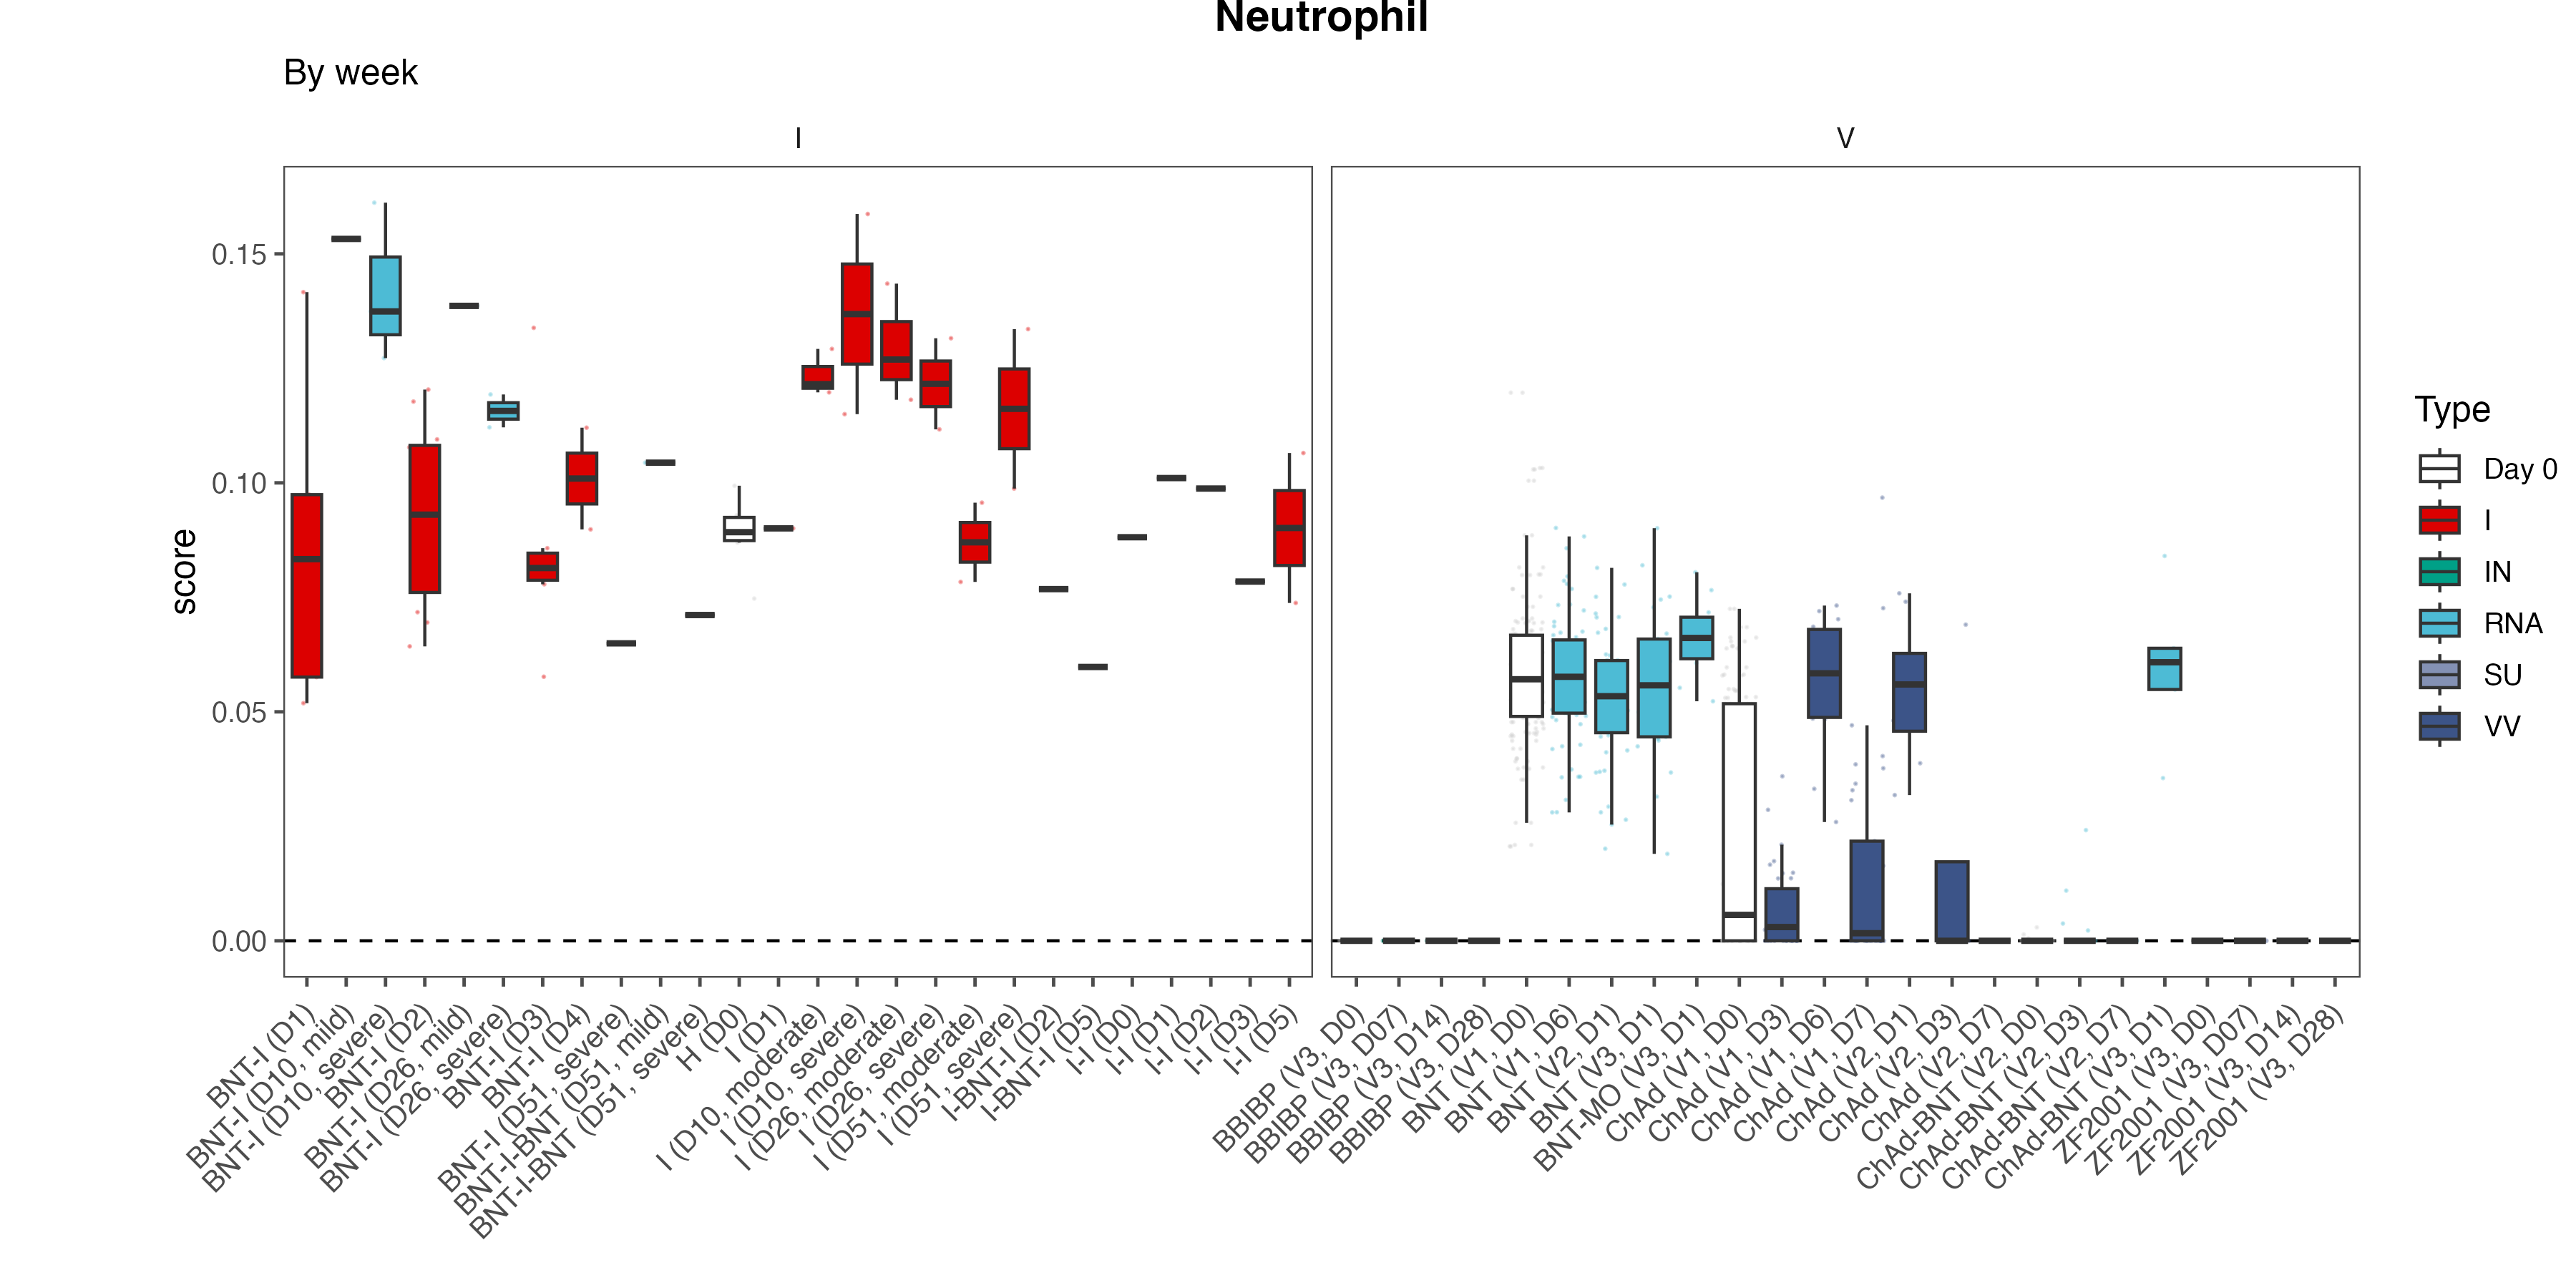 Neutrophil
By week
I
V
score
0.15
0.10
0.05
0.00
BNT-I (D1)
BNT-I (D10, mild)
BNT-I (D10, severe)
BNT-I (D2)
BNT-I (D26, mild)
BNT-I (D26, severe)
BNT-I (D3)
BNT-I (D4)
BNT-I (D51, severe)
BNT-I-BNT (D51, mild)
BNT-I-BNT (D51, severe)
H (D0)
I (D1)
I (D10, moderate)
I (D10, severe)
I (D26, moderate)
I (D26, severe)
I (D51, moderate)
I (D51, severe)
I-BNT-I (D2)
I-BNT-I (D5)
I-I (D0)
I-I (D1)
I-I (D2)
I-I (D3)
I-I (D5)
BBIBP (V3, D0)
BBIBP (V3, D07)
BBIBP (V3, D14)
BBIBP (V3, D28)
BNT (V1, D0)
BNT (V1, D6)
BNT (V2, D1)
BNT (V3, D1)
BNT-MO (V3, D1)
ChAd (V1, D0)
ChAd (V1, D3)
ChAd (V1, D6)
ChAd (V1, D7)
ChAd (V2, D1)
ChAd (V2, D3)
ChAd (V2, D7)
ChAd-BNT (V2, D0)
ChAd-BNT (V2, D3)
ChAd-BNT (V2, D7)
ChAd-BNT (V3, D1)
ZF2001 (V3, D0)
ZF2001 (V3, D07)
ZF2001 (V3, D14)
ZF2001 (V3, D28)
Type
Day 0
I
IN
RNA
SU
VV